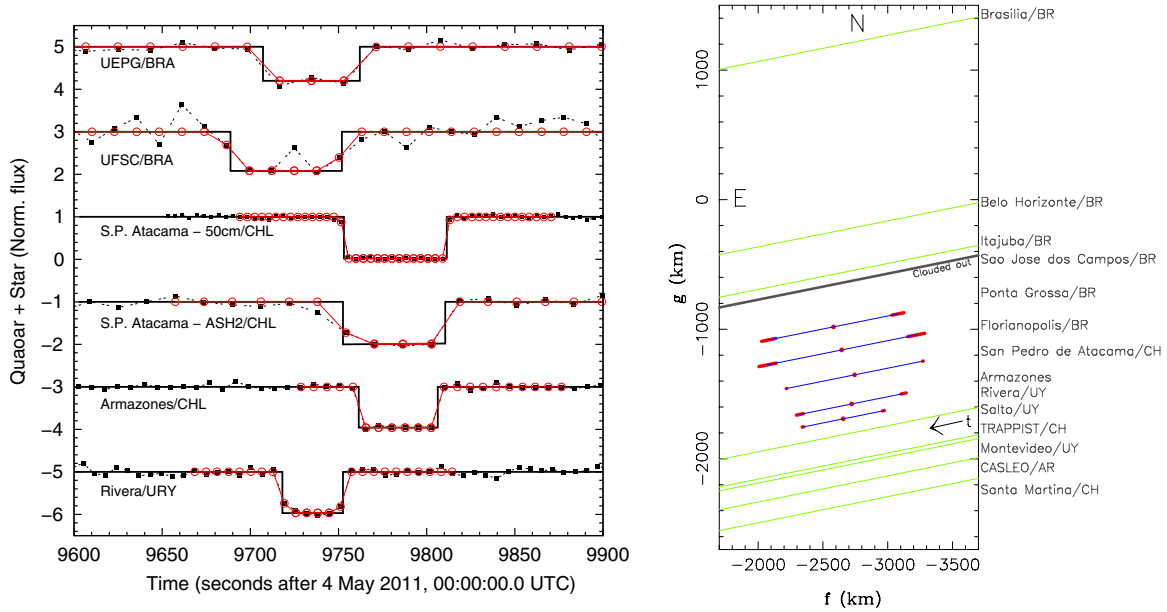 Quaoar + Star (Norm. flux)
5
UEPG/BRA
3
UFSC/BRA
2
1
S.P. Atacama − 50cm/CHL
0
−1
S.P. Atacama − ASH2/CHL
−2
−3
Armazones/CHL
−4
−5
Rivera/URY
−6
9600 9650 9700 9750 9800 9850 9900
Time (seconds after 4 May 2011, 00:00:00.0 UTC)
N
E
g (km)
1000
0
−1000
−2000
Clouded out
t
−2000 −2500 −3000 −3500
f (km)
Brasilia/BR
Belo Horizonte/BR
Itajuba/BR
Sao Jose dos Campos/BR
Ponta Grossa/BR
Florianopolis/BR
San Pedro de Atacama/CH
Armazones
Rivera/UY
Salto/UY
TRAPPIST/CH
Montevideo/UY
CASLEO/AR
Santa Martina/CH